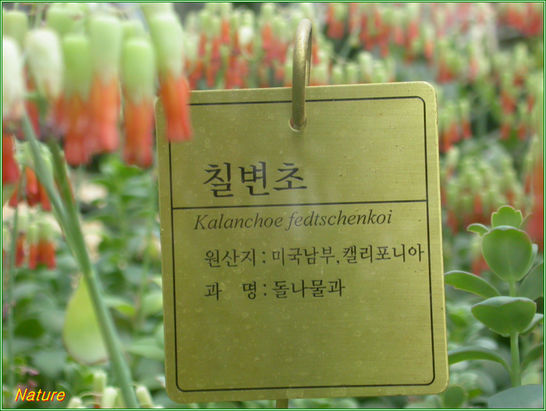 칠변초
Kalanchoe fedtschenkoi
원산지 : 미국남부, 캘리포니아
과 명 : 돌나물과
Nature